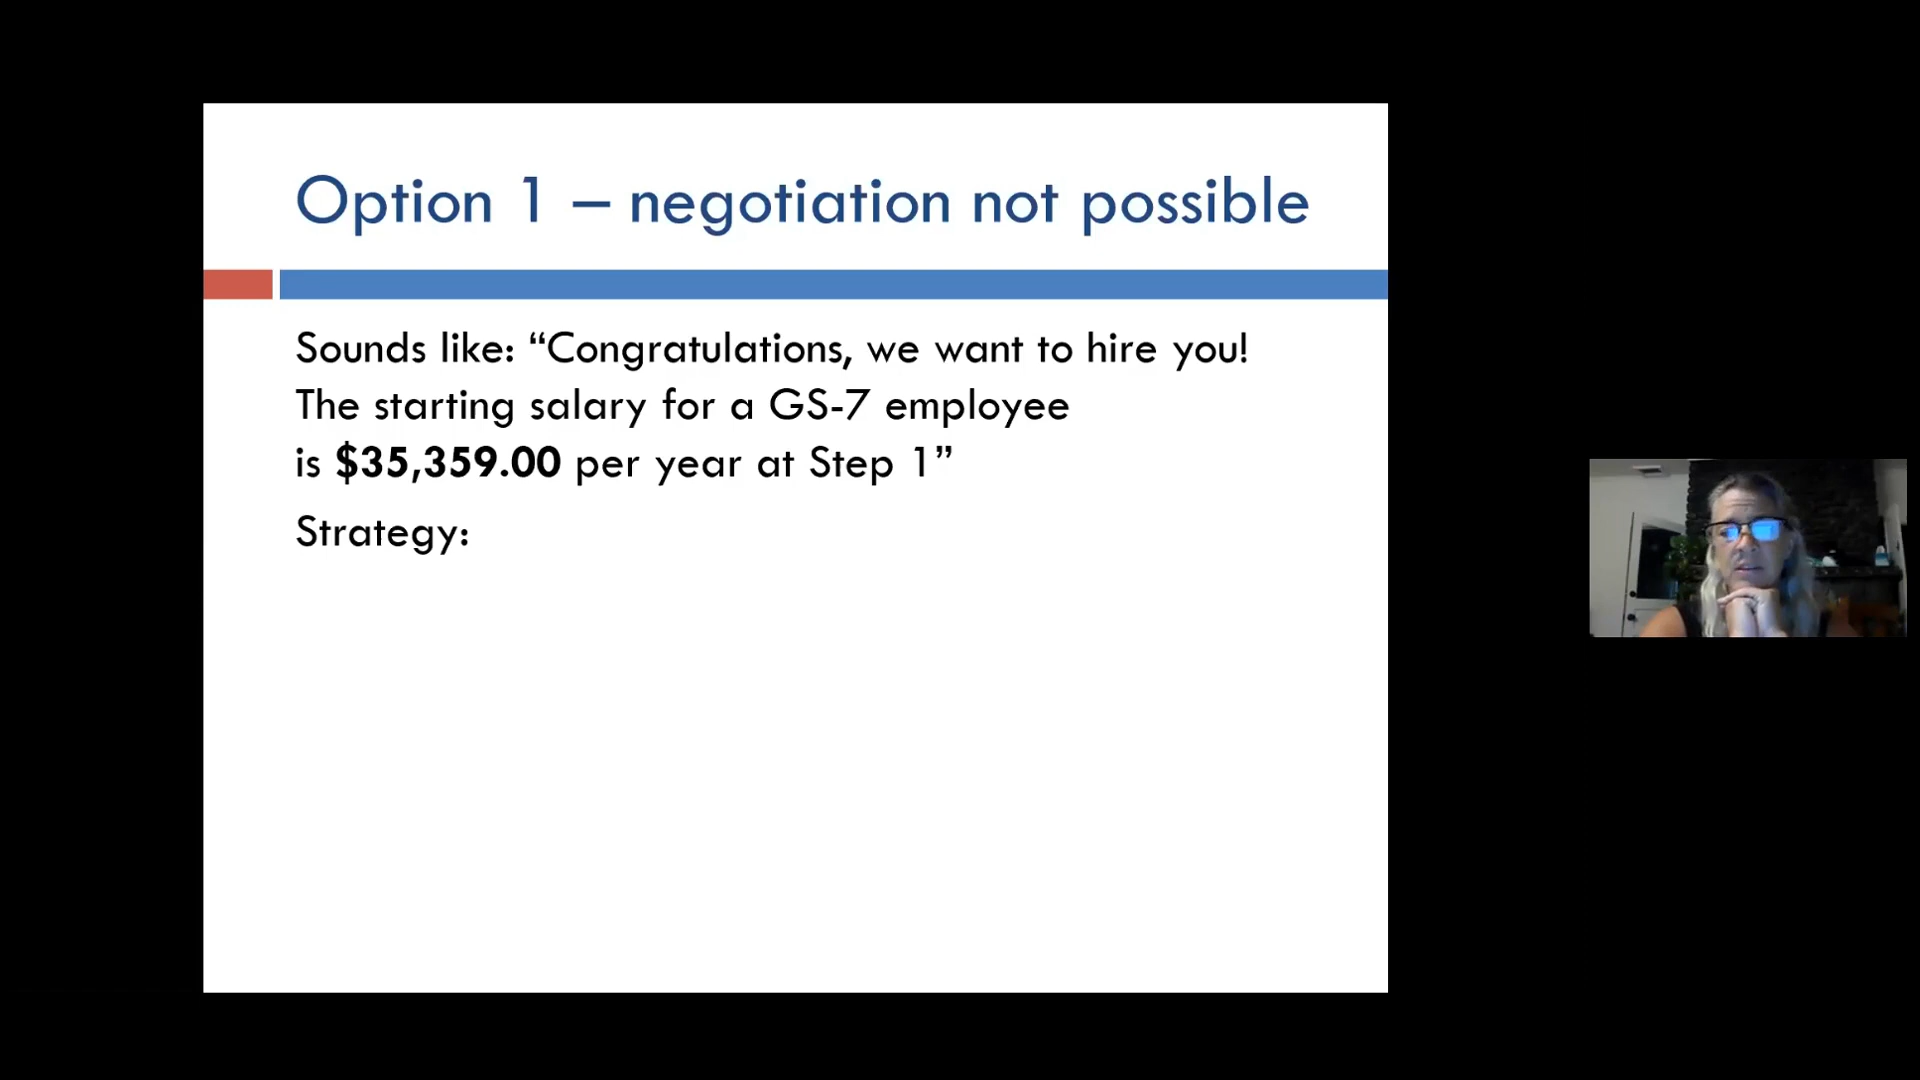 Option 1 – negotiation not possible
Sounds like: “Congratulations, we want to hire you!
The starting salary for a GS-7 employee
is $35,359.00 per year at Step 1”
Strategy: